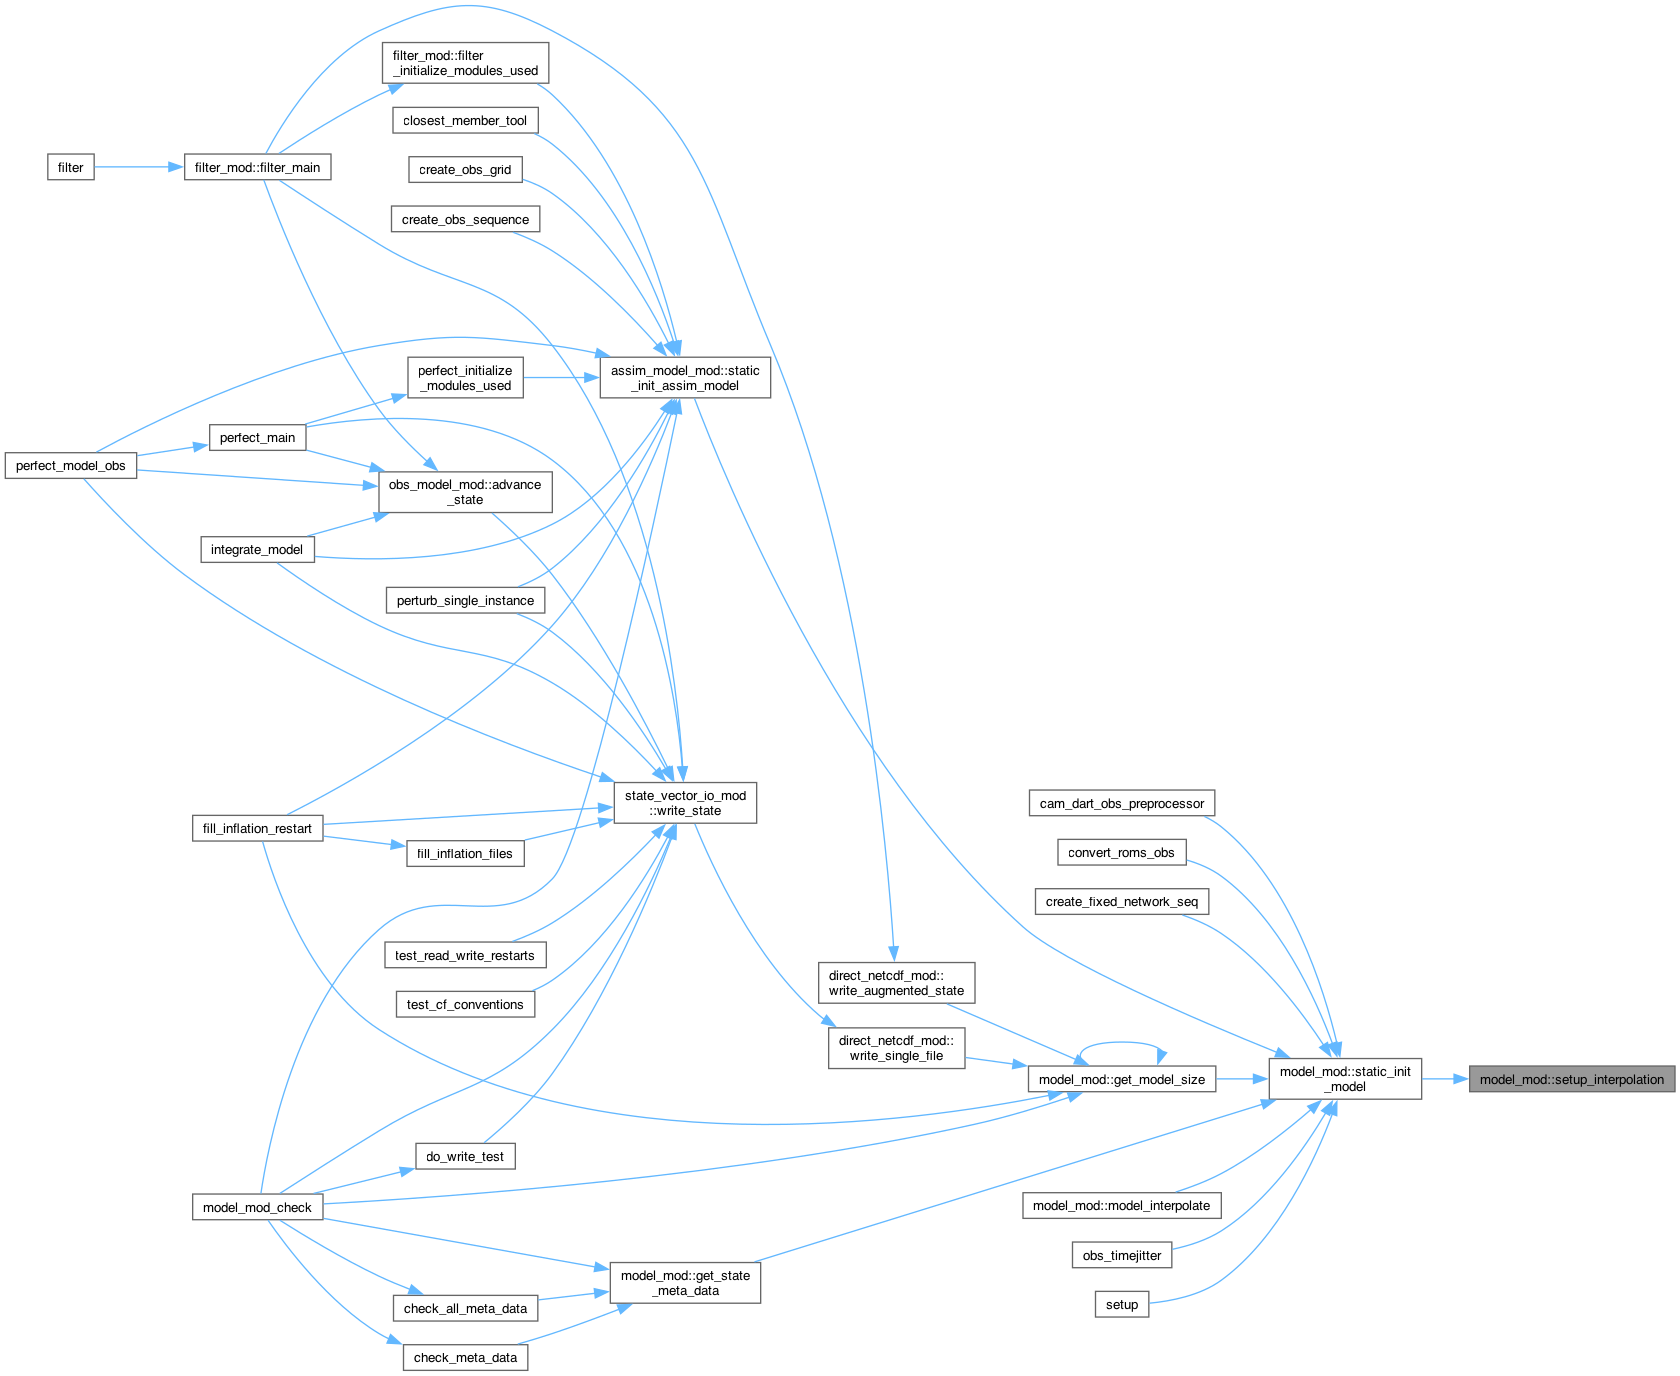 filter_mod::filter
_initialize_modules_used
closest_member_tool
filter
filter_mod::filter_main
create_obs_grid
create_obs_sequence
perfect_initialize
_modules_used
assim_model_mod::static
_init_assim_model
perfect_main
perfect_model_obs
obs_model_mod::advance
_state
integrate_model
perturb_single_instance
state_vector_io_mod
::write_state
cam_dart_obs_preprocessor
fill_inflation_restart
fill_inflation_files
convert_roms_obs
create_fixed_network_seq
test_read_write_restarts
direct_netcdf_mod::
write_augmented_state
test_cf_conventions
direct_netcdf_mod::
write_single_file
model_mod::get_model_size
model_mod::static_init
_model
model_mod::setup_interpolation
do_write_test
model_mod_check
model_mod::model_interpolate
obs_timejitter
model_mod::get_state
_meta_data
check_all_meta_data
setup
check_meta_data